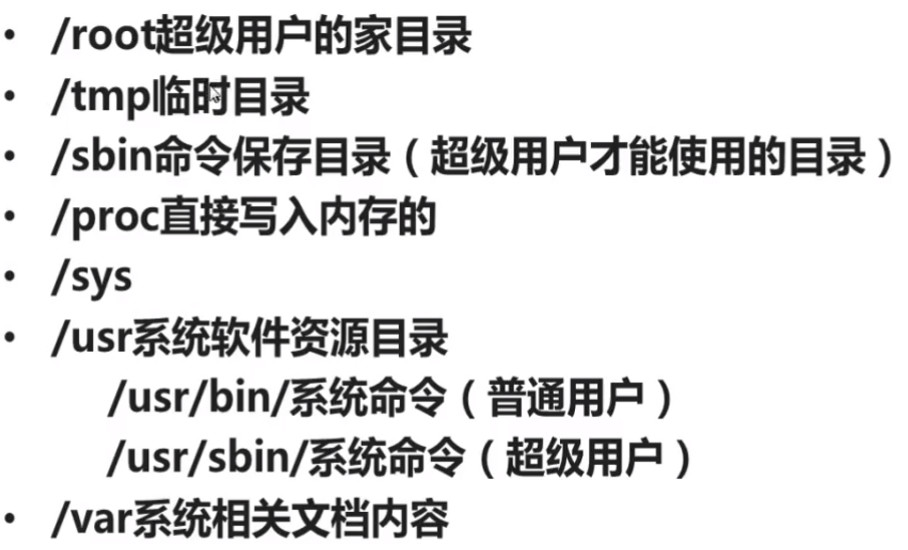 • /root超级用户的家目录
• /tmp临时目录
• /sbin命令保存目录（超级用户才能使用的目录）
• /proc直接写入内存的
• /sys
• /usr系统软件资源目录
/usr/bin/系统命令（普通用户）
/usr/sbin/系统命令（超级用户）
• /var系统相关文档内容